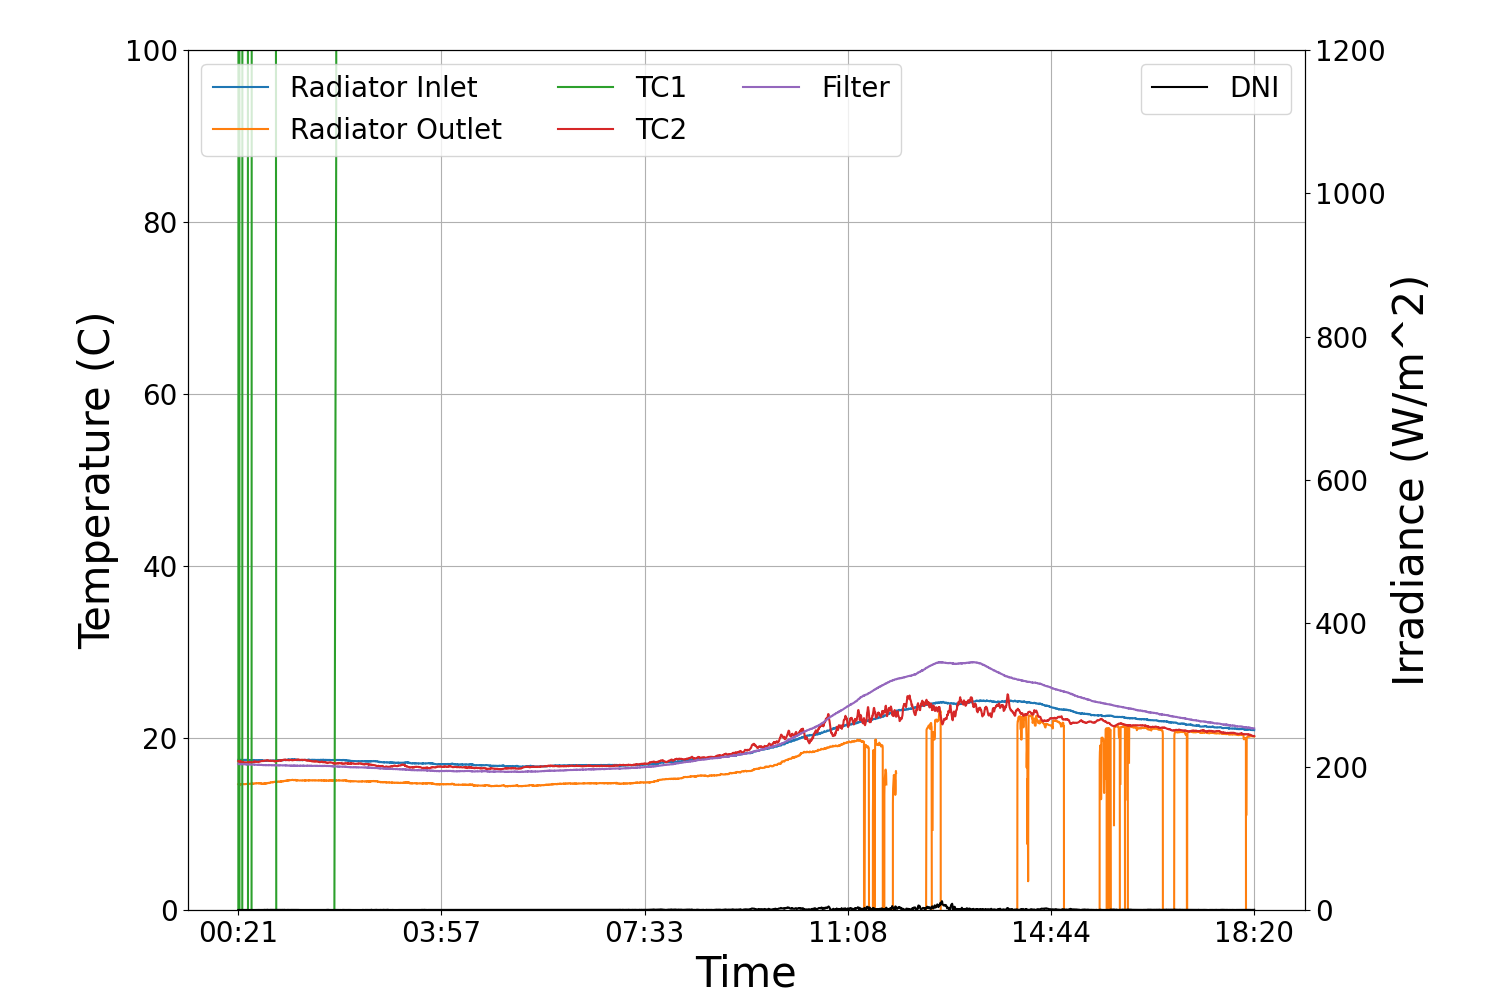 100
80
60
40
20
0
Temperature (C)
Radiator Inlet
Radiator Outlet
TC1
TC2
Filter
DNI
1200
1000
800
600
400
200
0
Irradiance (W/m^2)
00:21 03:57 07:33 11:08 14:44 18:20
Time